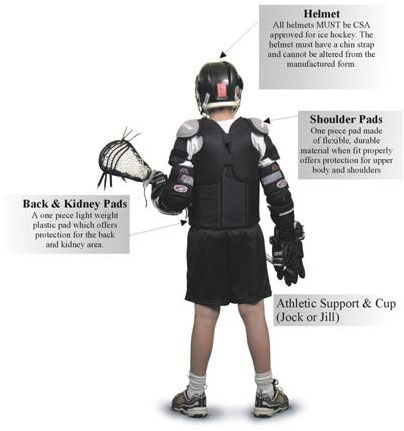 Helmet
All helmets MUST be CSA
approved for ice hockey. The
helmet must have a chin strap
and cannot be altered from the
manufactured form.
Shoulder Pads
One piece pad made
of flexible, durable
material when fit properly
offers protection for upper
body and shoulders
Back & Kidney Pads
A one piece light weight
plastic pad which offers
protection for the back
and kidney area.
Athletic Support & Cup
(Jock or Jill)